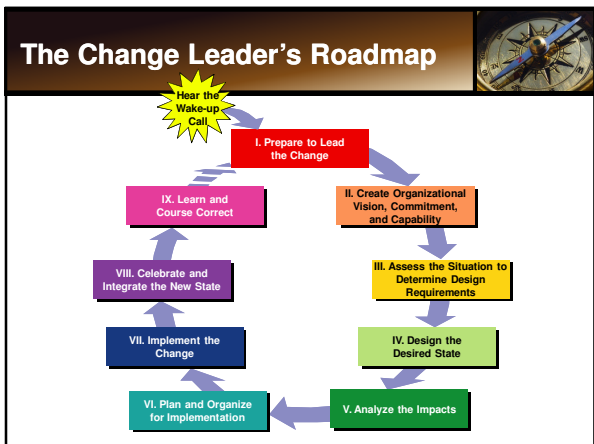 The Change Leader's Roadmap
Hear the
Wake-up
Call
I. Prepare to Lead
the Change
II. Create Organizational
Vision, Commitment,
and Capability
III. Assess the Situation to
Determine Design
Requirements
IV. Design the
Desired State
V. Analyze the Impacts
VI. Plan and Organize
for Implementation
VII. Implement the
Change
VIII. Celebrate and
Integrate the New State
IX. Learn and
Course Correct